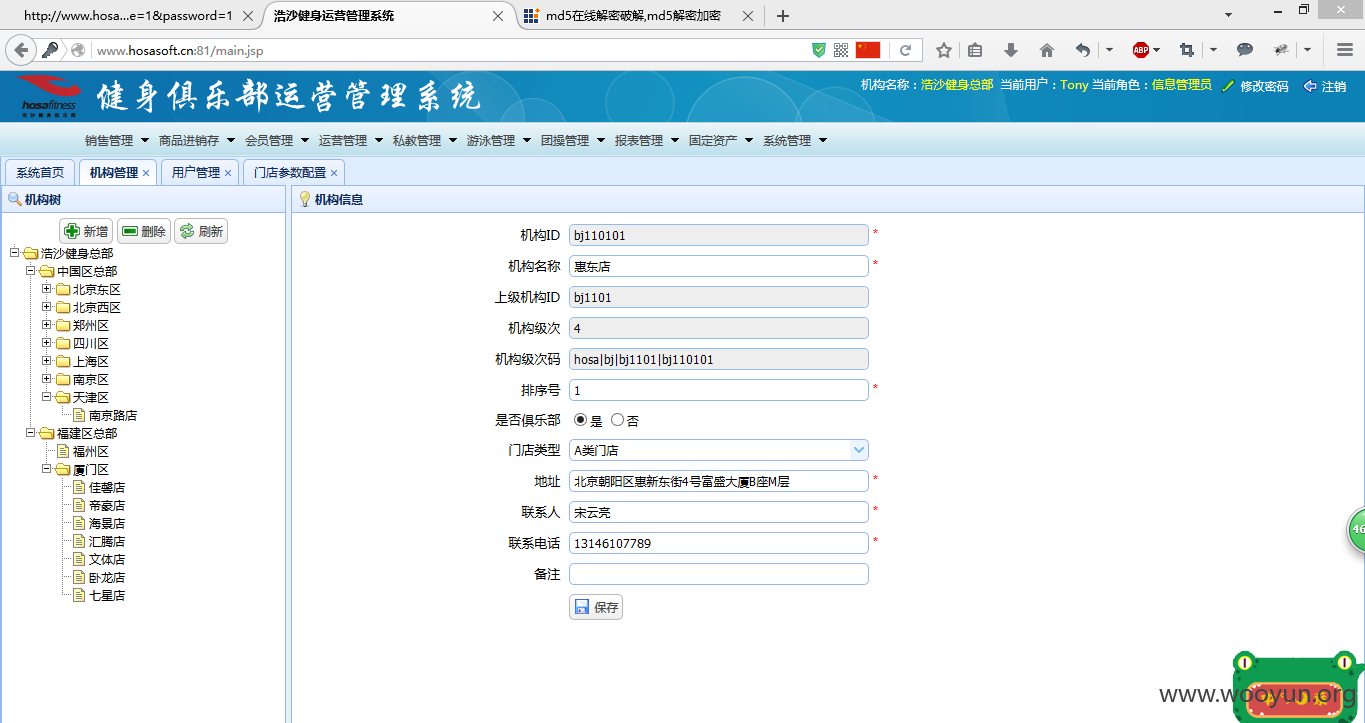 http://www.hosa...e=1&password=1
浩沙健身运营管理系统
md5在线解密破解,md5解密加密
www.hosasoft.cn:81/main.jsp
ABP
hosafitness
浩沙健身俱乐部
健身俱乐部运营管理系统
机构名称：浩沙健身总部 当前用户：Tony 当前角色：信息管理员 修改密码 注销
销售管理 商品进销存 会员管理 运营管理 私教管理 游泳管理 团操管理 报表管理 固定资产 系统管理
系统首页 机构管理 用户管理 门店参数配置
机构树
新增 删除 刷新
浩沙健身总部
中国区总部
北京东区
北京西区
郑州区
四川区
上海区
南京区
天津区
南京路店
福建区总部
福州区
厦门区
佳馨店
帝豪店
海景店
汇腾店
文体店
卧龙店
七星店
机构信息
机构ID bj110101 *
机构名称 惠东店 *
上级机构ID bj1101
机构级次 4
机构级次码 hosa|bj|bj1101|bj110101
排序号 1 *
是否俱乐部 是 否
门店类型 A类门店
地址 北京朝阳区惠新东街4号富盛大厦B座M层 *
联系人 宋云亮 *
联系电话 13146107789 *
备注
保存
46
www.wooyun.org